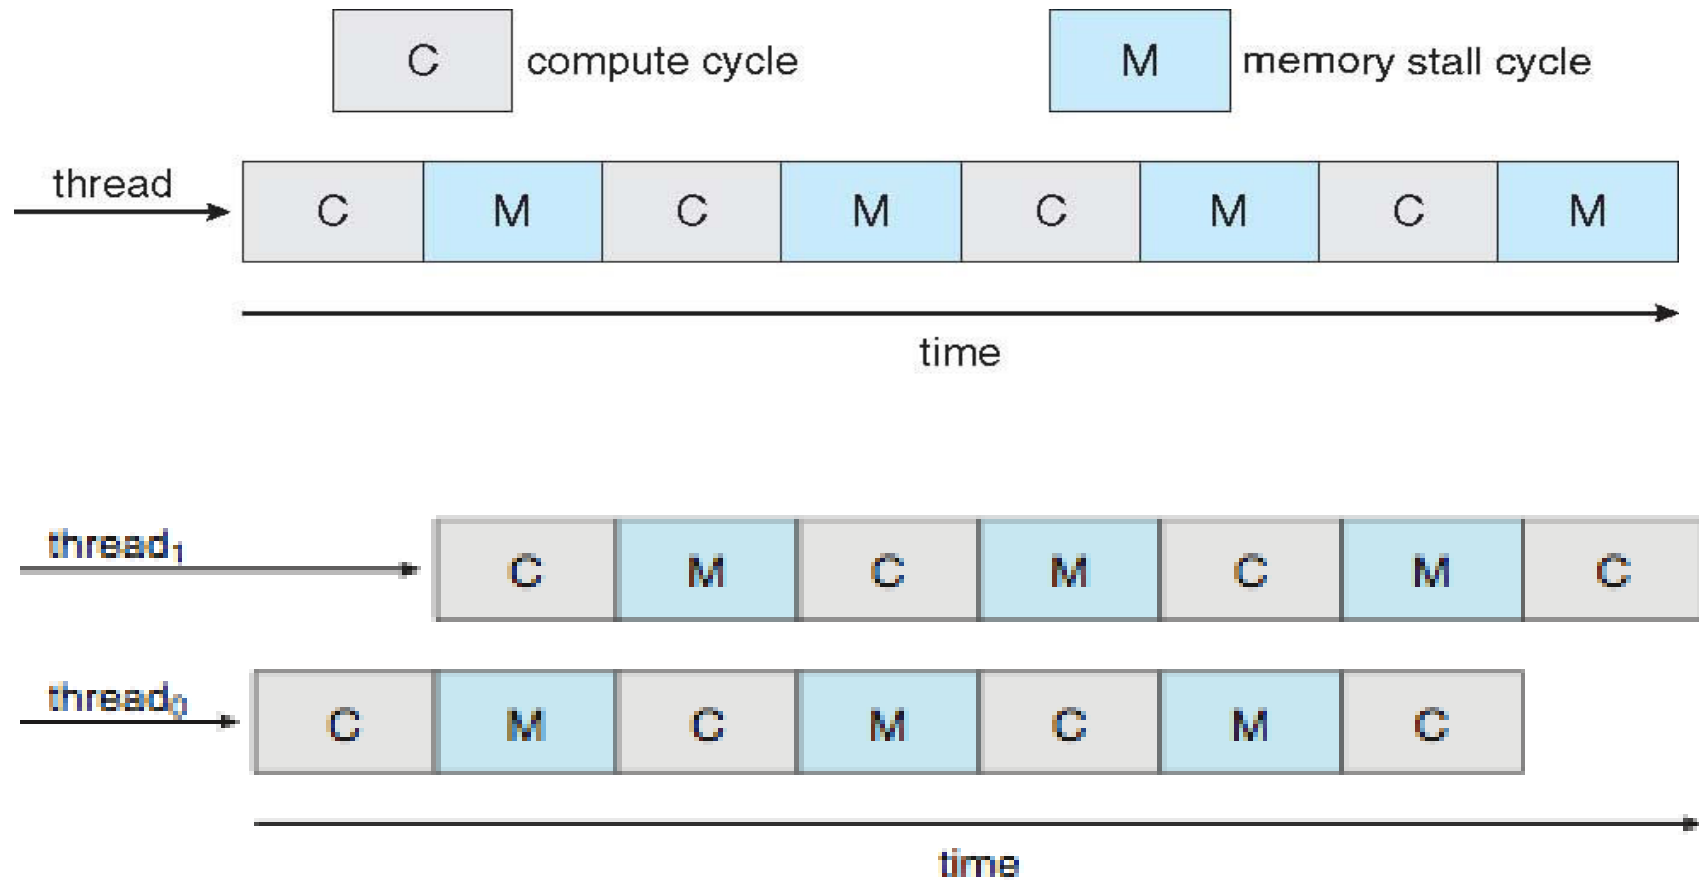 C compute cycle M memory stall cycle
thread C M C M C M C M
time
thread₁ C M C M C M C
thread₀ C M C M C M C
time